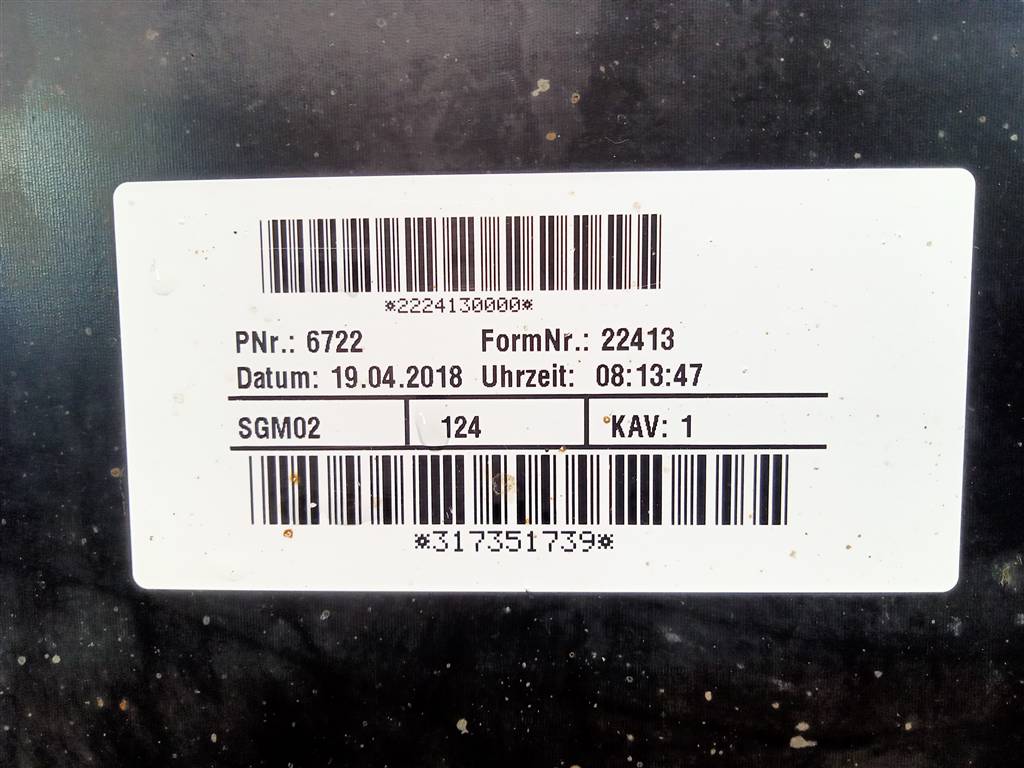 *2224130000*
PNr.: 6722 FormNr.: 22413
Datum: 19.04.2018 Uhrzeit: 08:13:47
SGM02 124 KAV: 1
*317351739*